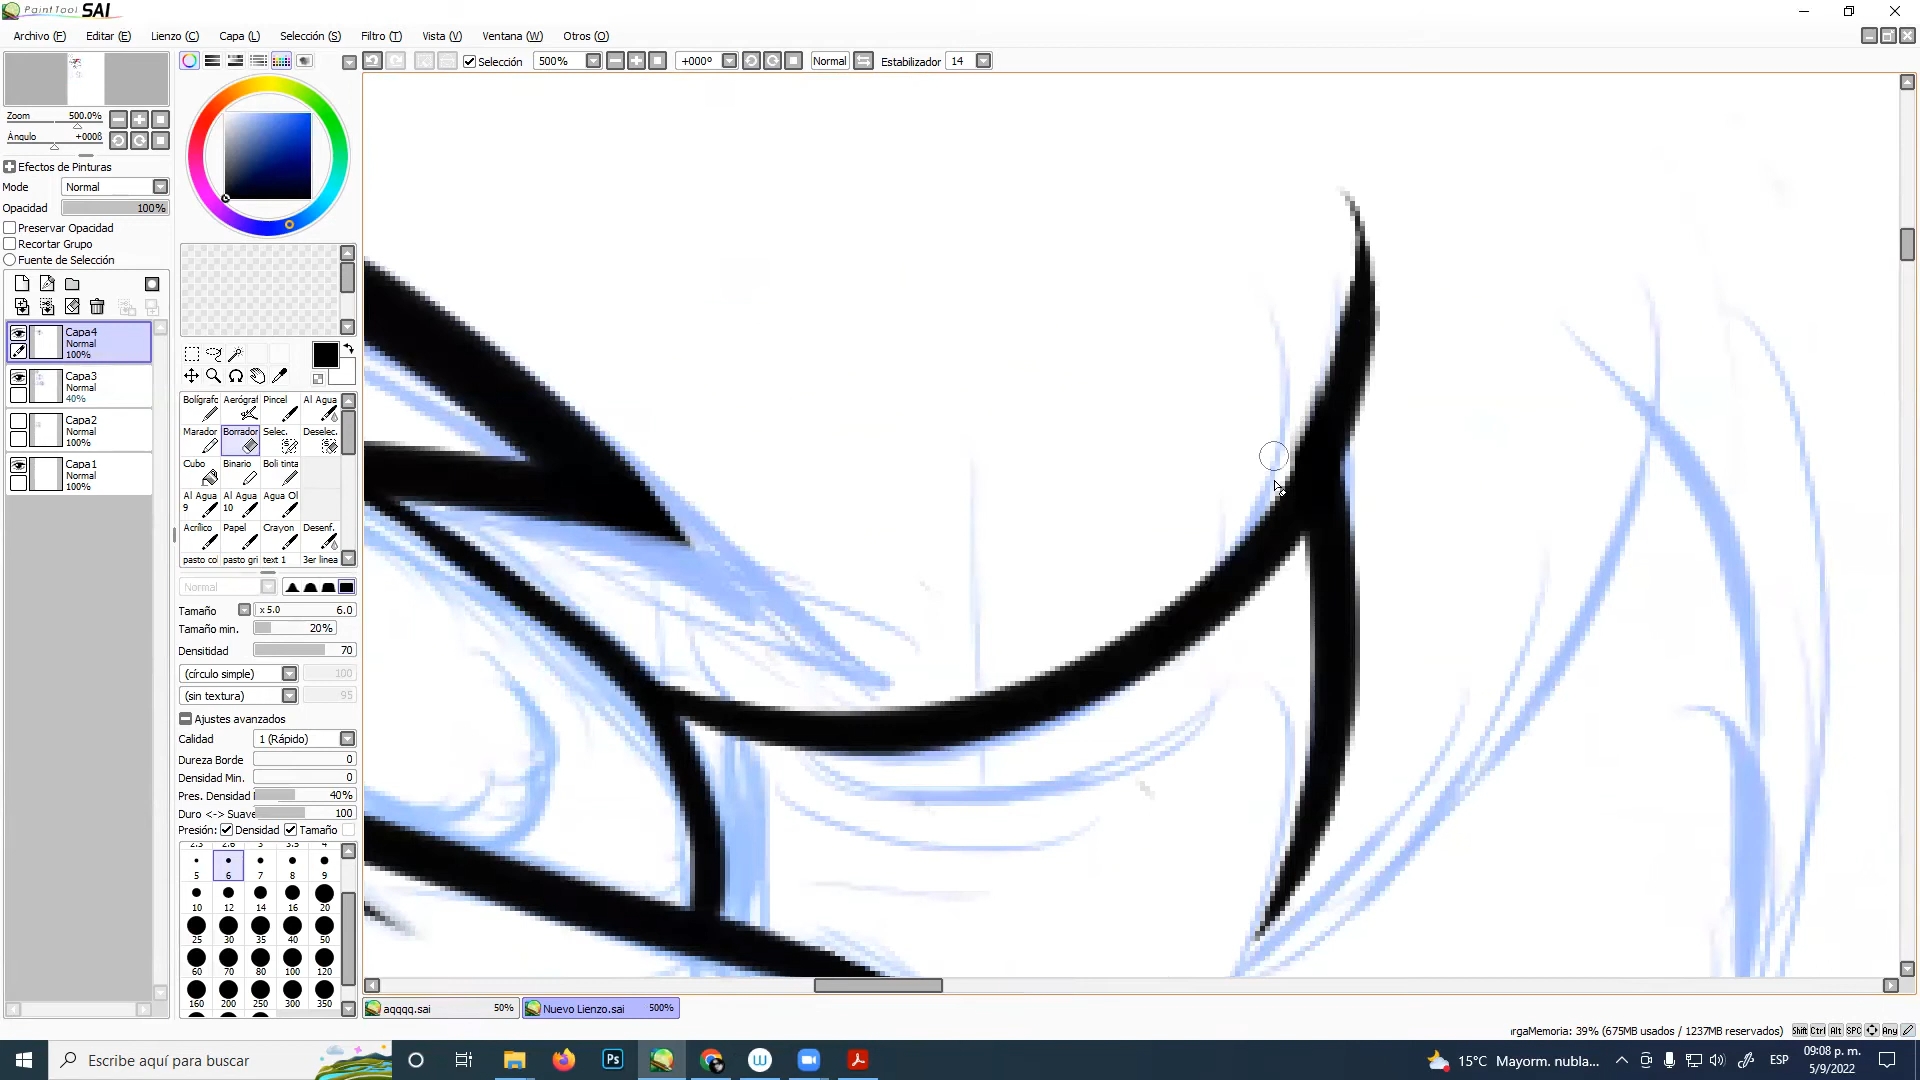 PaintTool SAI
Archivo (F) Editar (E) Lienzo (C) Capa (L) Selección (S) Filtro (T) Vista (V) Ventana (W) Otros (O)
Selección 500% +000º Normal Estabilizador 14
Zoom 500.0%
Ángulo +000ß
Efectos de Pinturas
Mode Normal
Opacidad 100%
Preservar Opacidad
Recortar Grupo
Fuente de Selección
Capa4
Normal
100%
Capa3
Normal
40%
Capa2
Normal
100%
Capa1
Normal
100%
Bolígrafc Aerógraf Pincel Al Agua
Marador Borrador Selec. Deselec.
Cubo Binario Boli tinta
Al Agua 9 Al Agua 10 Agua Ol
Acrílico Papel Crayon Desenf.
pasto co pasto gri text 1 3er linea
Normal
Tamaño x 5.0 6.0
Tamaño min. 20%
Densitidad 70
(círculo simple) 100
(sin textura) 95
Ajustes avanzados
Calidad 1 (Rápido)
Dureza Borde 0
Densidad Min. 0
Pres. Densidad 40%
Duro <-> Suave 100
Presión: Densidad Tamaño
2.3 2.6 3 3.5 4
5 6 7 8 9
10 12 14 16 20
25 30 35 40 50
60 70 80 100 120
160 200 250 300 350
aqqqq.sai 50% Nuevo Lienzo.sai 500%
rgaMemoria: 39% (675MB usados / 1237MB reservados) Shift Ctrl Alt SPC Any
Escribe aquí para buscar
Ps
15°C Mayorm. nubla... ESP
09:08 p. m.
5/9/2022